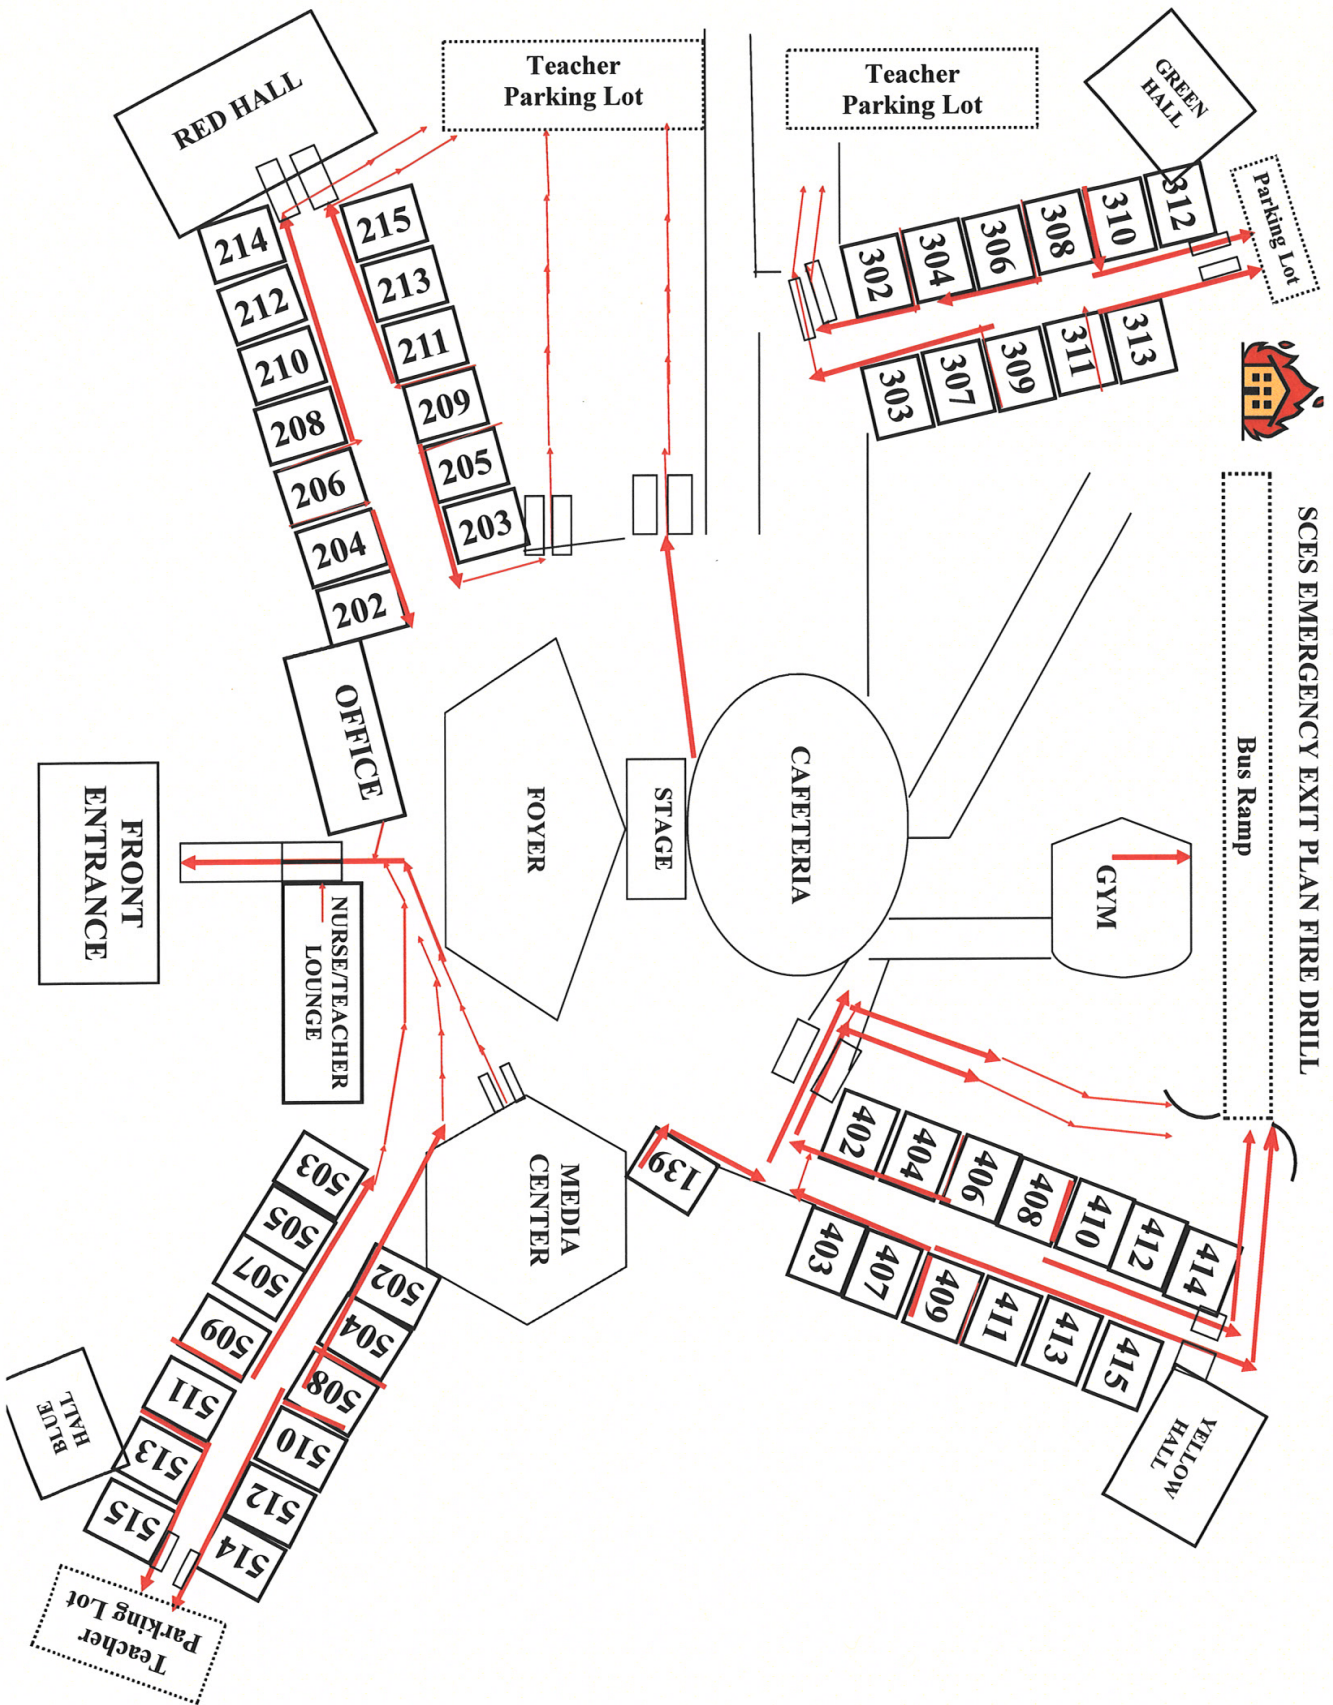 SCES EMERGENCY EXIT PLAN FIRE DRILL
RED HALL
Teacher
Parking Lot
Teacher
Parking Lot
GREEN
HALL
Parking Lot
214
212
210
208
206
204
202
215
213
211
209
205
203
302
304
306
308
310
312
303
307
309
311
313
Bus Ramp
OFFICE
FOYER
STAGE
CAFETERIA
GYM
FRONT
ENTRANCE
NURSE/TEACHER
LOUNGE
MEDIA
CENTER
139
402
404
406
408
410
412
414
403
407
409
411
413
415
YELLOW
HALL
503
505
507
509
511
513
515
502
504
508
510
512
514
BLUE
HALL
Teacher
Parking Lot